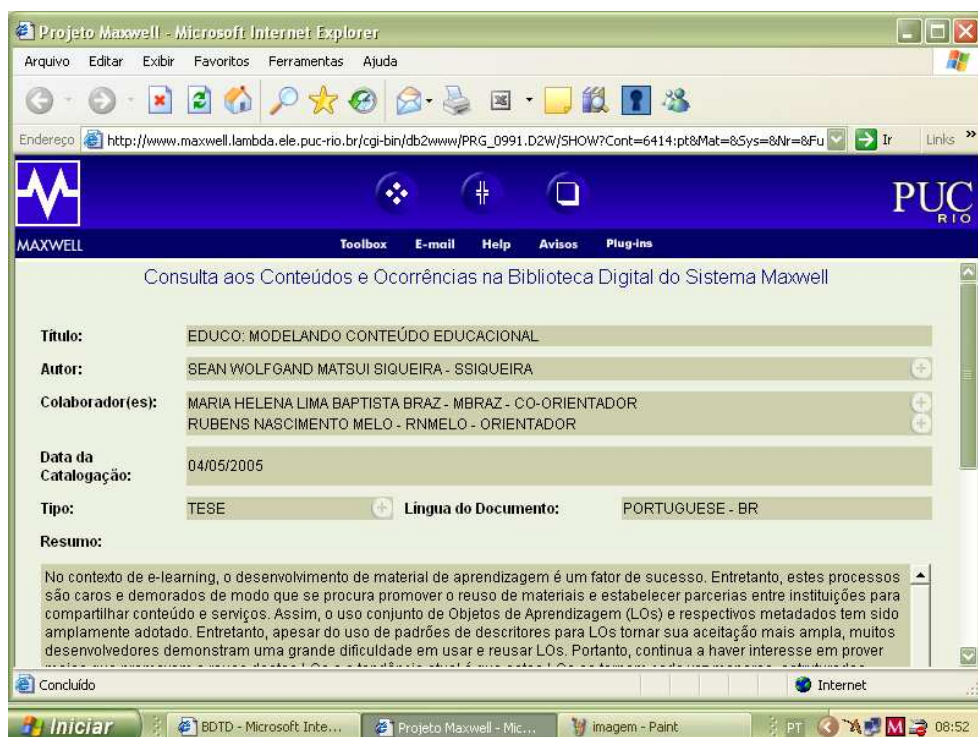 Projeto Maxwell - Microsoft Internet Explorer
Arquivo Editar Exibir Favoritos Ferramentas Ajuda
Endereço http://www.maxwell.lambda.ele.puc-rio.br/cgi-bin/db2www/PRG_0991.D2W/SHOW?Cont=6414:pt&Mat=&Sys=&Nr=&Fu Ir Links »
PUC
RIO
MAXWELL Toolbox E-mail Help Avisos Plug-ins
Consulta aos Conteúdos e Ocorrências na Biblioteca Digital do Sistema Maxwell
Título: EDUCO: MODELANDO CONTEÚDO EDUCACIONAL
Autor: SEAN WOLFGAND MATSUI SIQUEIRA - SSIQUEIRA
Colaborador(es): MARIA HELENA LIMA BAPTISTA BRAZ - MBRAZ - CO-ORIENTADOR
RUBENS NASCIMENTO MELO - RNMELO - ORIENTADOR
Data da
Catalogação: 04/05/2005
Tipo: TESE Língua do Documento: PORTUGUESE - BR
Resumo:
No contexto de e-learning, o desenvolvimento de material de aprendizagem é um fator de sucesso. Entretanto, estes processos
são caros e demorados de modo que se procura promover o reuso de materiais e estabelecer parcerias entre instituições para
compartilhar conteúdo e serviços. Assim, o uso conjunto de Objetos de Aprendizagem (LOs) e respectivos metadados tem sido
amplamente adotado. Entretanto, apesar do uso de padrões de descritores para LOs tornar sua aceitação mais ampla, muitos
desenvolvedores demonstram uma grande dificuldade em usar e reusar LOs. Portanto, continua a haver interesse em prover
Concluído Internet
Iniciar BDTD - Microsoft Inte... Projeto Maxwell - Mic... imagem - Paint PT M 08:52